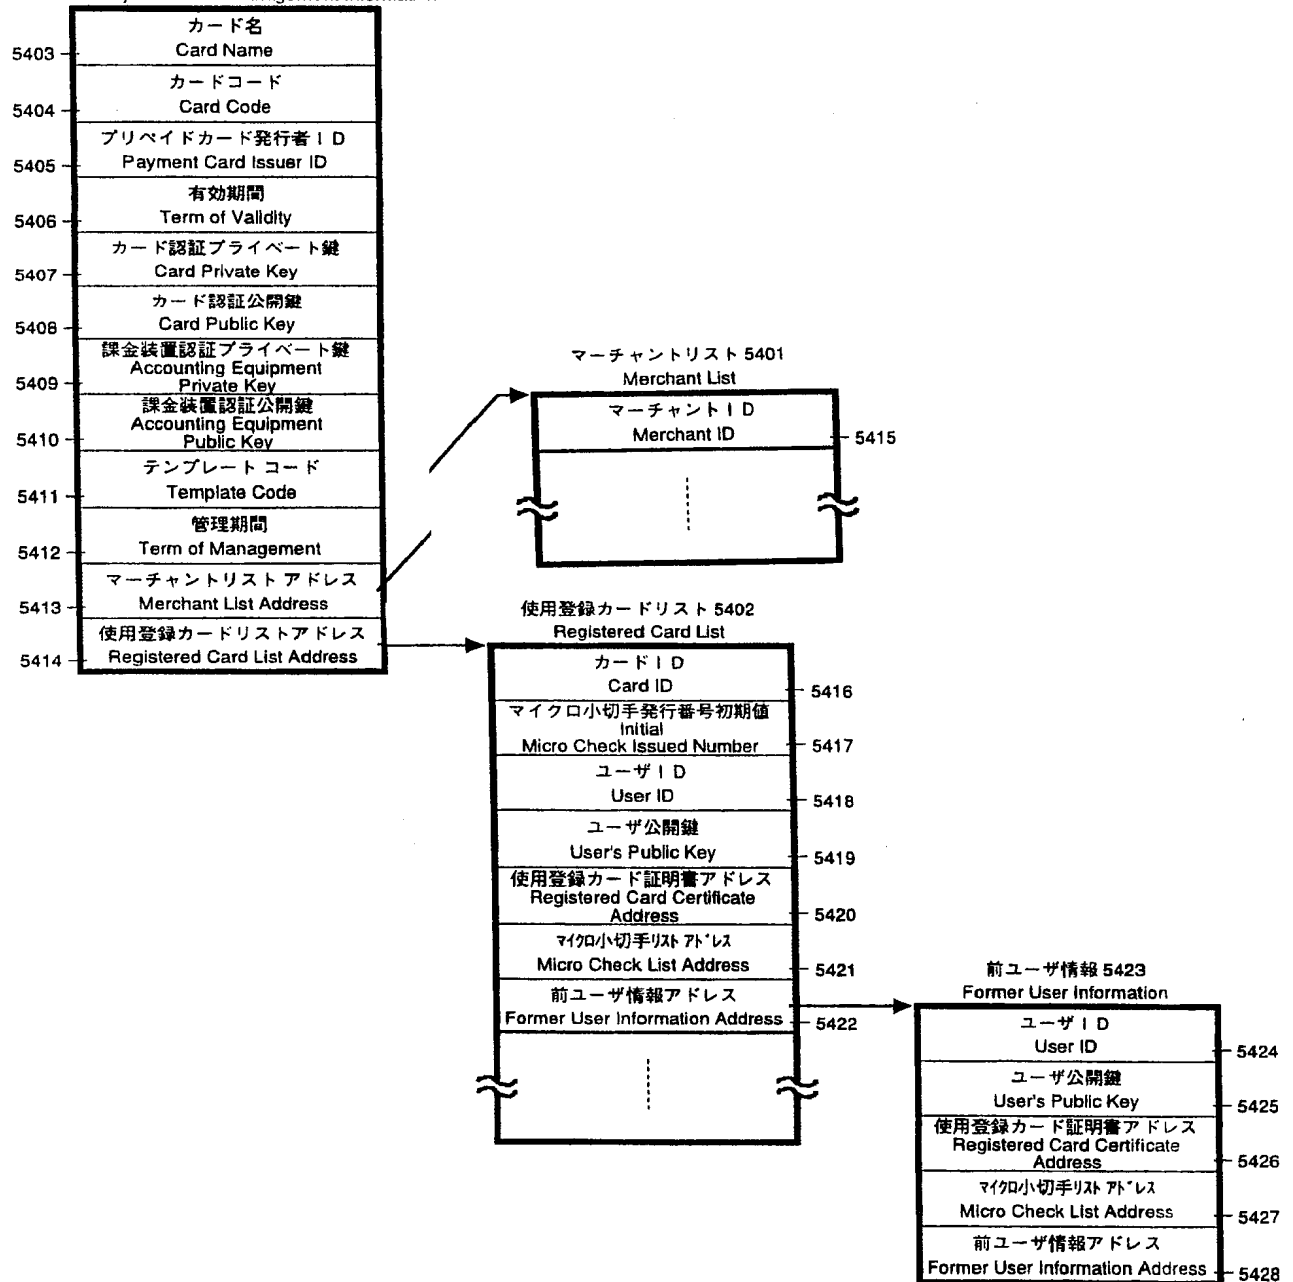 カード名
Card Name
5403
カードコード
Card Code
5404
プリペイドカード発行者ID
Payment Card Issuer ID
5405
有効期間
Term of Validity
5406
カード認証プライベート鍵
Card Private Key
5407
カード認証公開鍵
Card Public Key
5408
課金装置認証プライベート鍵
Accounting Equipment
Private Key
5409
課金装置認証公開鍵
Accounting Equipment
Public Key
5410
テンプレート コード
Template Code
5411
管理期間
Term of Management
5412
マーチャントリスト アドレス
Merchant List Address
5413
使用登録カードリストアドレス
Registered Card List Address
5414
マーチャントリスト 5401
Merchant List
マーチャントID
Merchant ID
5415
使用登録カードリスト 5402
Registered Card List
カードID
Card ID
5416
マイクロ小切手発行番号初期値
Initial
Micro Check Issued Number
5417
ユーザID
User ID
5418
ユーザ公開鍵
User's Public Key
5419
使用登録カード証明書アドレス
Registered Card Certificate
Address
5420
マイクロ小切手リスト アドレス
Micro Check List Address
5421
前ユーザ情報アドレス
Former User Information Address
5422
前ユーザ情報 5423
Former User Information
ユーザID
User ID
5424
ユーザ公開鍵
User's Public Key
5425
使用登録カード証明書アドレス
Registered Card Certificate
Address
5426
マイクロ小切手リスト アドレス
Micro Check List Address
5427
前ユーザ情報アドレス
Former User Information Address
5428